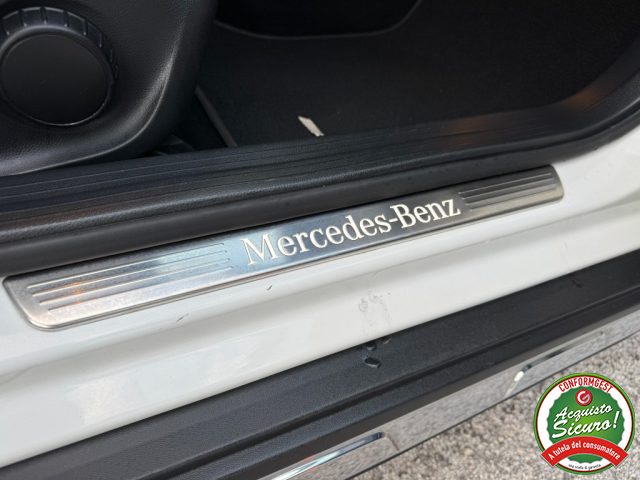 Mercedes-Benz
CONFORMGEST
Acquisto
Sicuro!
A tutela del consumatore